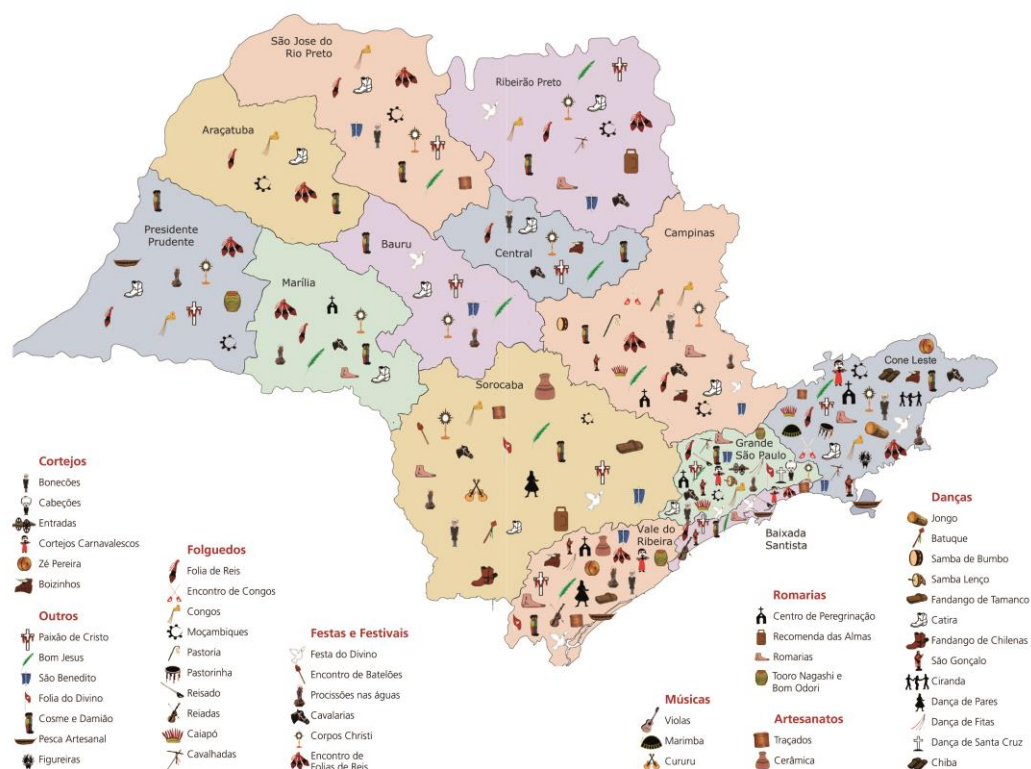 São Jose do
Rio Preto
Ribeirão Preto
Araçatuba
Presidente
Prudente
Bauru
Central
Campinas
Marília
Sorocaba
Cone Leste
Grande
São Paulo
Vale do
Ribeira
Baixada
Santista
Cortejos
Bonecões
Cabeções
Entradas
Cortejos Carnavalescos
Zé Pereira
Boizinhos
Outros
Paixão de Cristo
Bom Jesus
São Benedito
Folia do Divino
Cosme e Damião
Pesca Artesanal
Figureiras
Folguedos
Folia de Reis
Encontro de Congos
Congos
Moçambiques
Pastoria
Pastorinha
Reisado
Reiadas
Caiapó
Cavalhadas
Festas e Festivais
Festa do Divino
Encontro de Batelões
Procissões nas águas
Cavalarias
Corpos Christi
Encontro de
Folias de Reis
Músicas
Violas
Marimba
Cururu
Romarias
Centro de Peregrinação
Recomenda das Almas
Romarias
Tooro Nagashi e
Bom Odori
Artesanatos
Traçados
Cerâmica
Danças
Jongo
Batuque
Samba de Bumbo
Samba Lenço
Fandango de Tamanco
Catira
Fandango de Chilenas
São Gonçalo
Ciranda
Dança de Pares
Dança de Fitas
Dança de Santa Cruz
Chiba